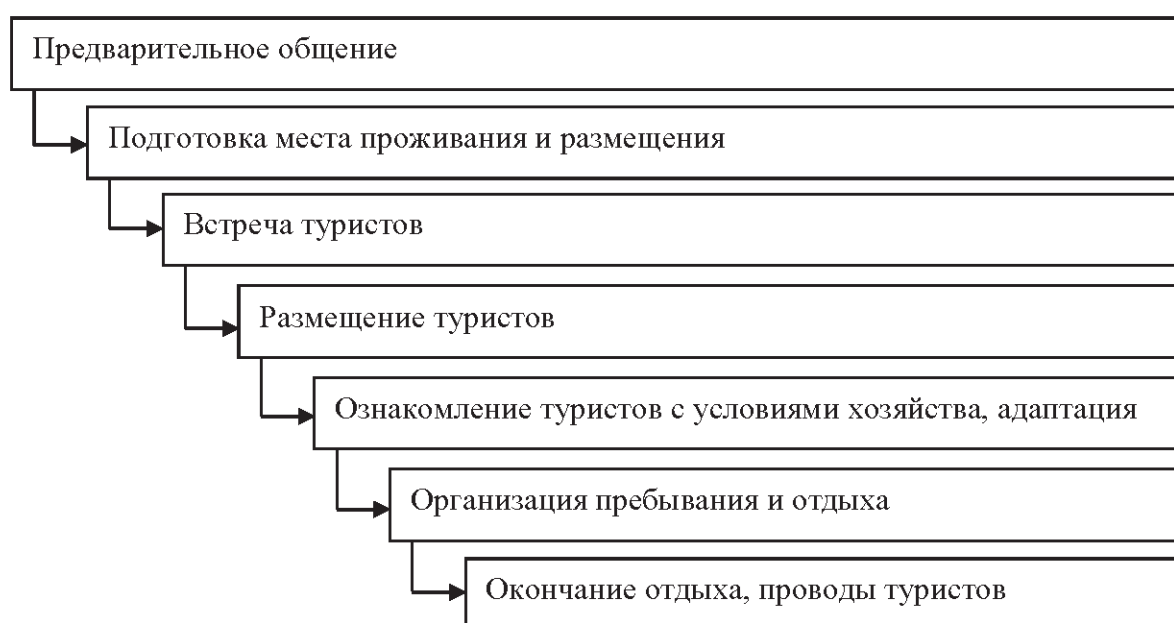 Предварительное общение
Подготовка места проживания и размещения
Встреча туристов
Размещение туристов
Ознакомление туристов с условиями хозяйства, адаптация
Организация пребывания и отдыха
Окончание отдыха, проводы туристов